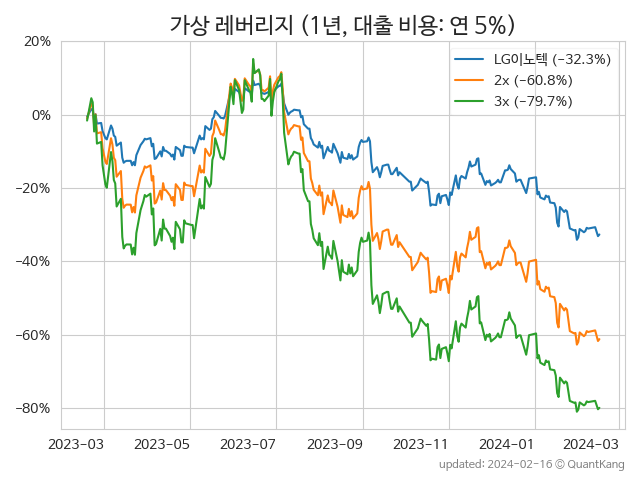 가상 레버리지 (1년, 대출 비용: 연 5%)
20%
0%
−20%
−40%
−60%
−80%
LG이노텍 (−32.3%)
2x (−60.8%)
3x (−79.7%)
2023-03 2023-05 2023-07 2023-09 2023-11 2024-01 2024-03
updated: 2024-02-16 © QuantKang